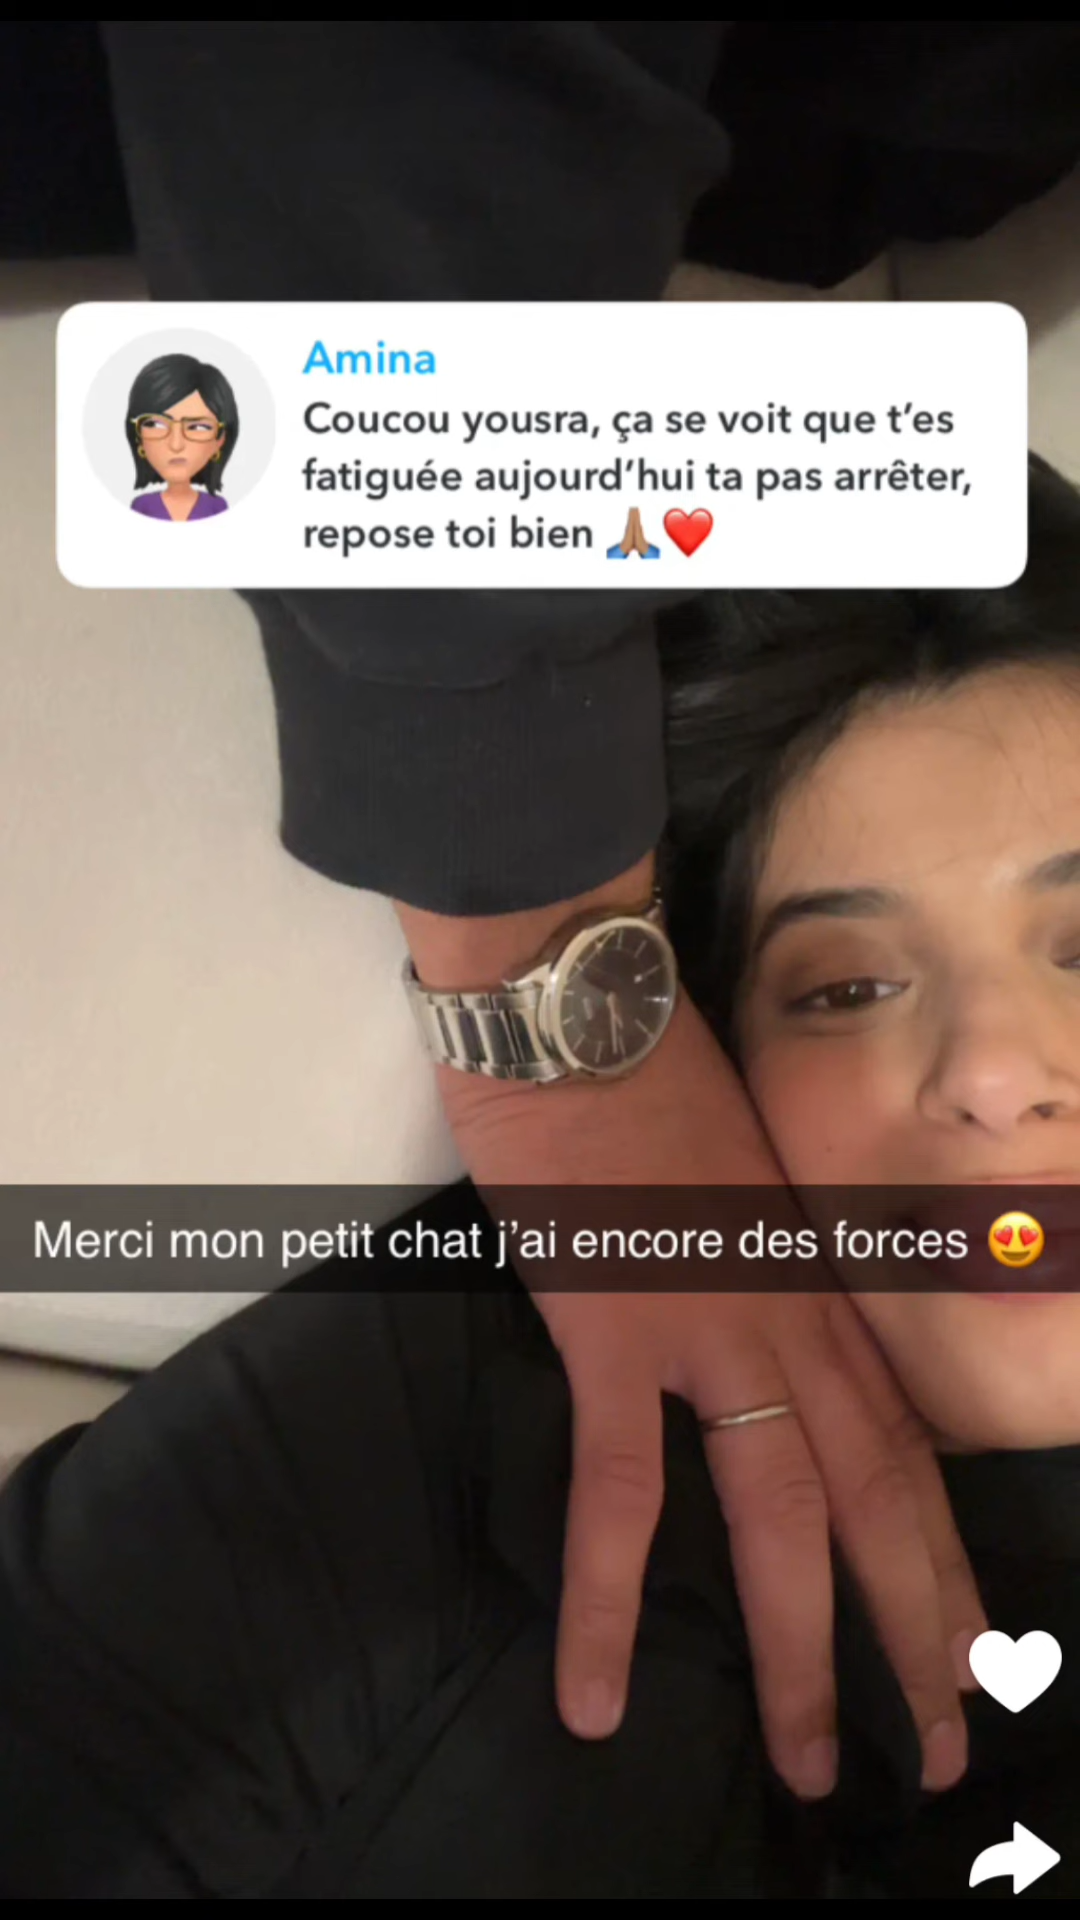 Amina
Coucou yousra, ça se voit que t’es
fatiguée aujourd’hui ta pas arrêter,
repose toi bien 🙏🏽❤️
Merci mon petit chat j’ai encore des forces 😍